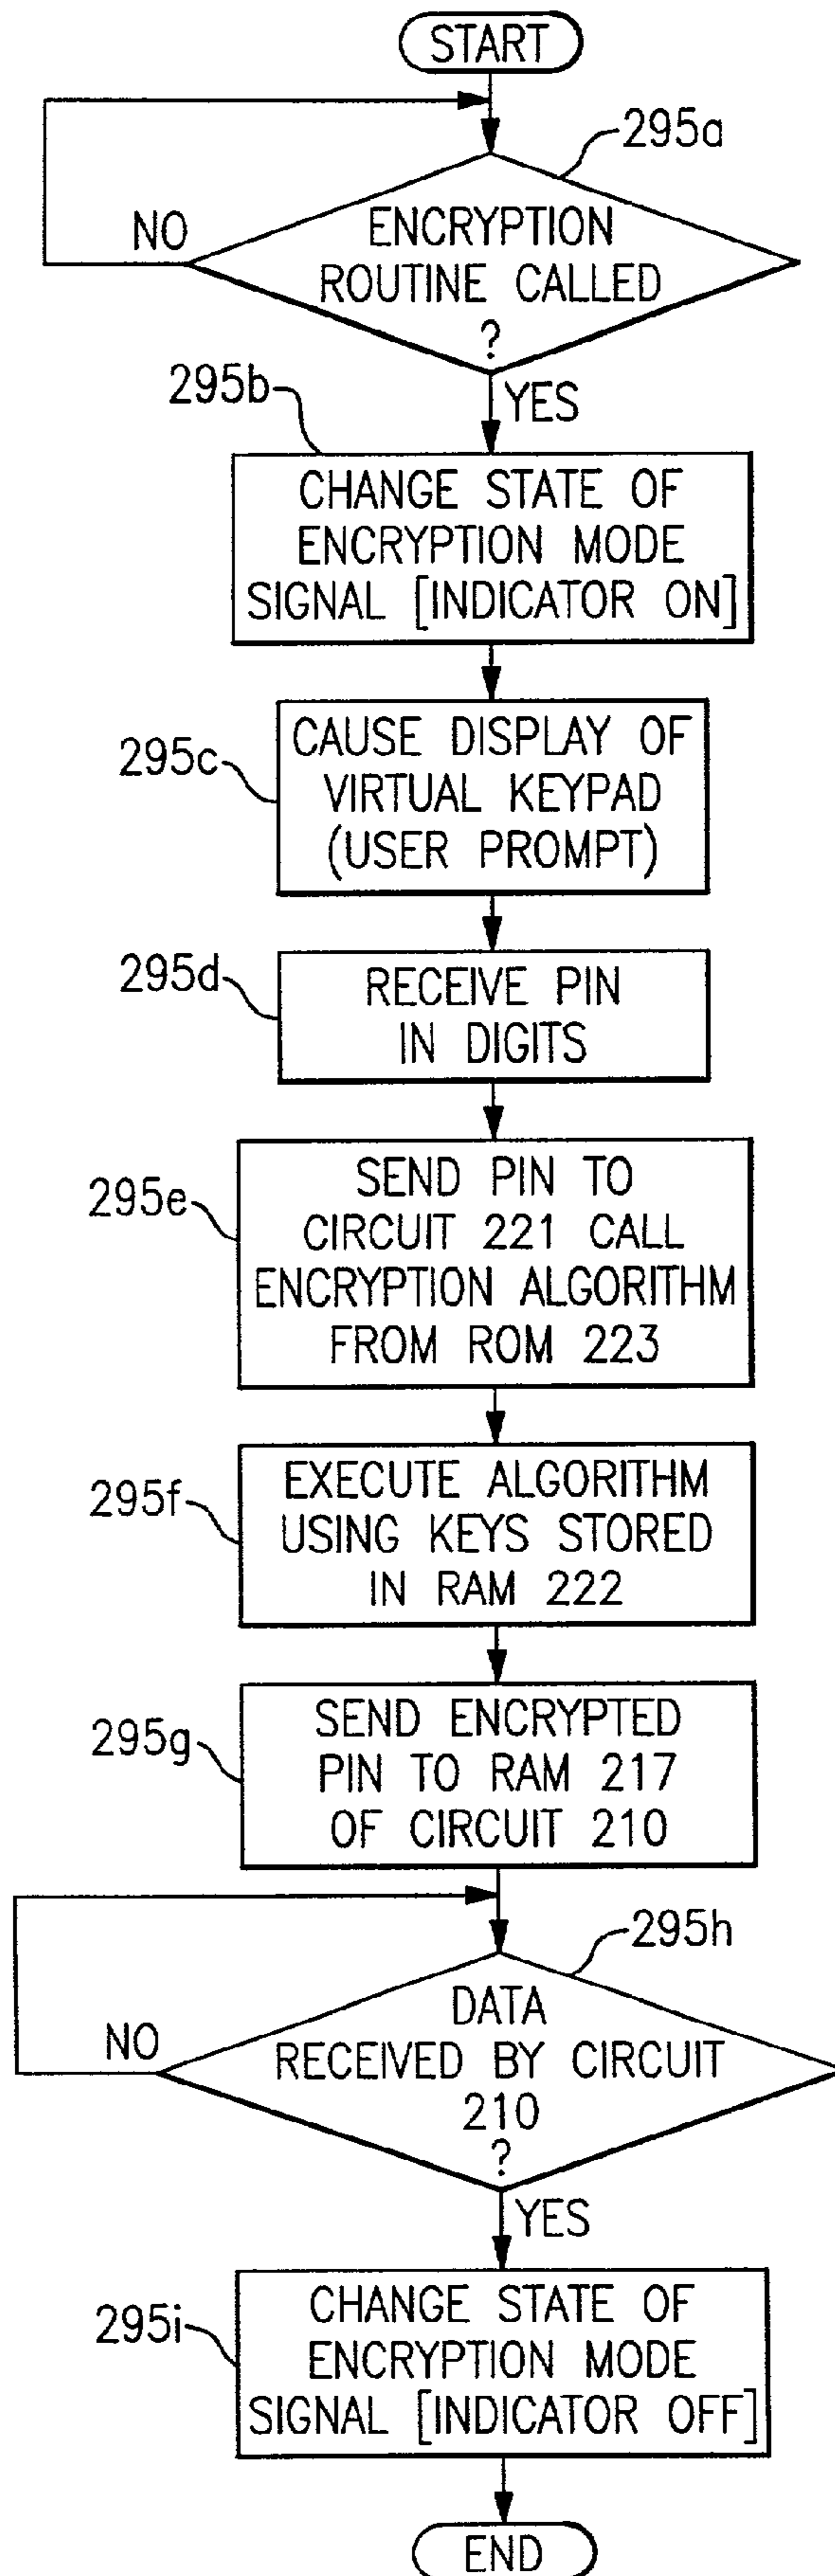 START
295a
ENCRYPTION
ROUTINE CALLED
?
NO
YES
295b
CHANGE STATE OF
ENCRYPTION MODE
SIGNAL [INDICATOR ON]
295c
CAUSE DISPLAY OF
VIRTUAL KEYPAD
(USER PROMPT)
295d
RECEIVE PIN
IN DIGITS
295e
SEND PIN TO
CIRCUIT 221 CALL
ENCRYPTION ALGORITHM
FROM ROM 223
295f
EXECUTE ALGORITHM
USING KEYS STORED
IN RAM 222
295g
SEND ENCRYPTED
PIN TO RAM 217
OF CIRCUIT 210
295h
DATA
RECEIVED BY CIRCUIT
210
?
NO
YES
295i
CHANGE STATE OF
ENCRYPTION MODE
SIGNAL [INDICATOR OFF]
END